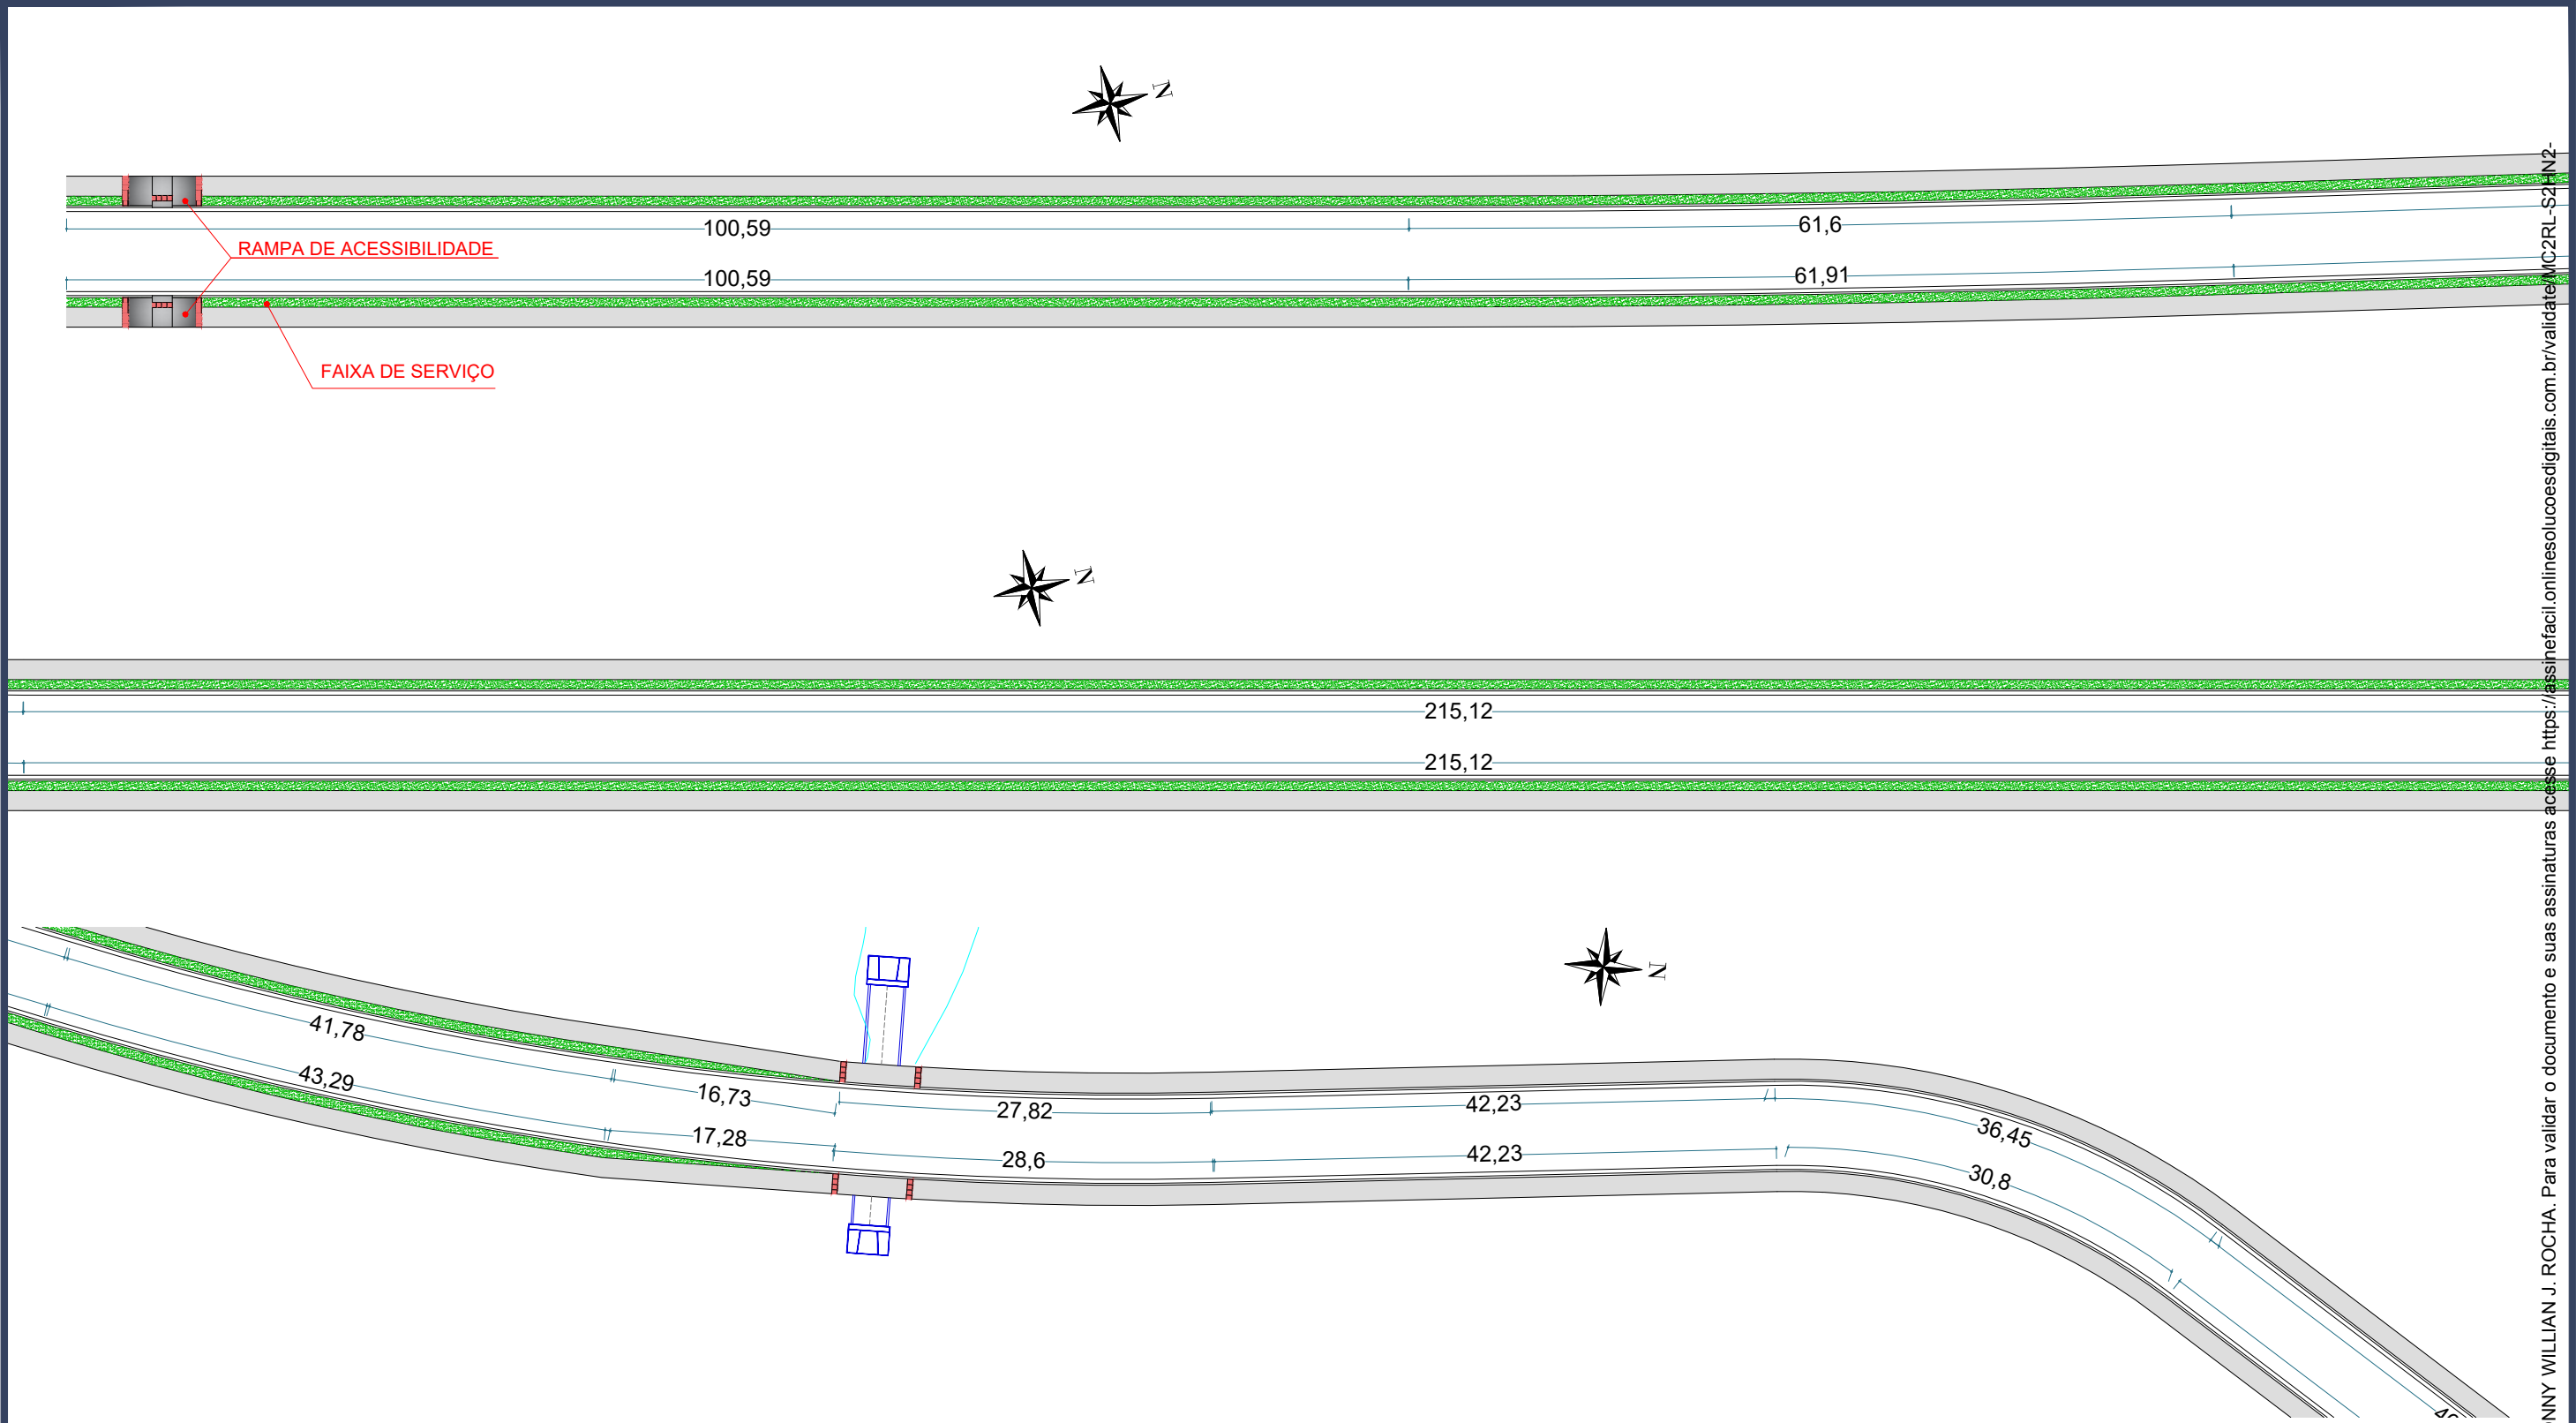 N
100,59
61,6
RAMPA DE ACESSIBILIDADE
100,59
61,91
FAIXA DE SERVIÇO
N
215,12
215,12
N
41,78
43,29
16,73
17,28
27,82
28,6
42,23
42,23
36,45
30,8
NNY WILLIAN J. ROCHA. Para validar o documento e suas assinaturas acesse https://assinefacil.onlinesolucoesdigitais.com.br/validate/MC2RL-S2HN2-